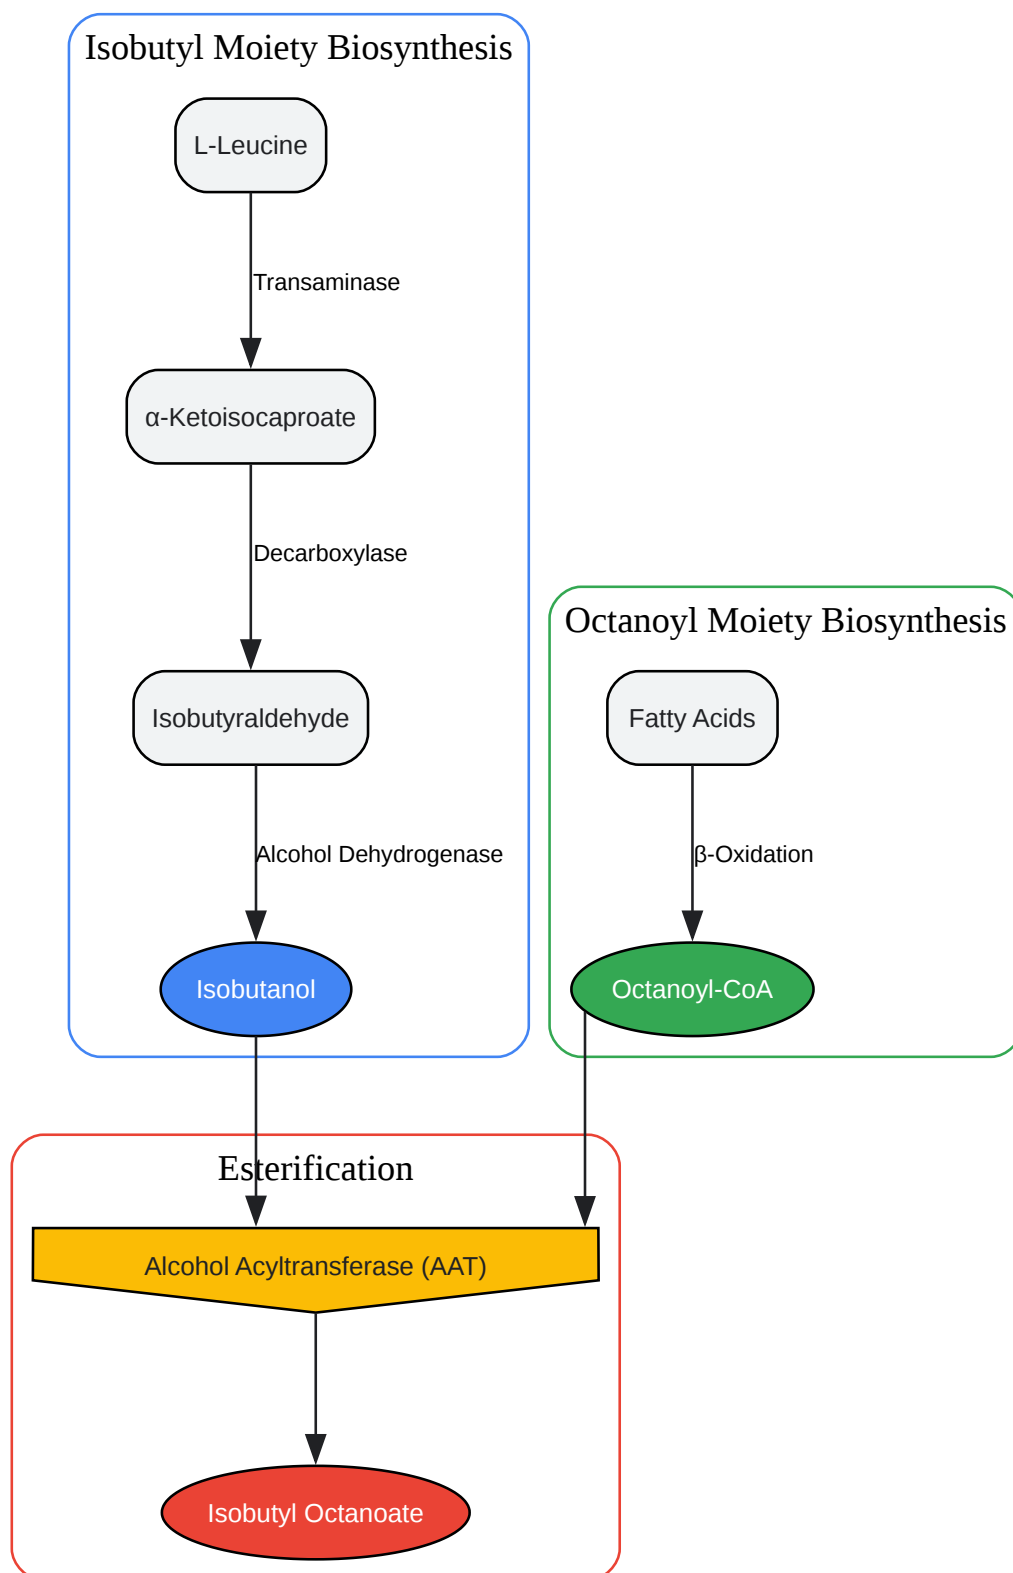 Isobutyl Moiety Biosynthesis
L-Leucine
Transaminase
α-Ketoisocaproate
Decarboxylase
Isobutyraldehyde
Alcohol Dehydrogenase
Isobutanol
Octanoyl Moiety Biosynthesis
Fatty Acids
β-Oxidation
Octanoyl-CoA
Esterification
Alcohol Acyltransferase (AAT)
Isobutyl Octanoate